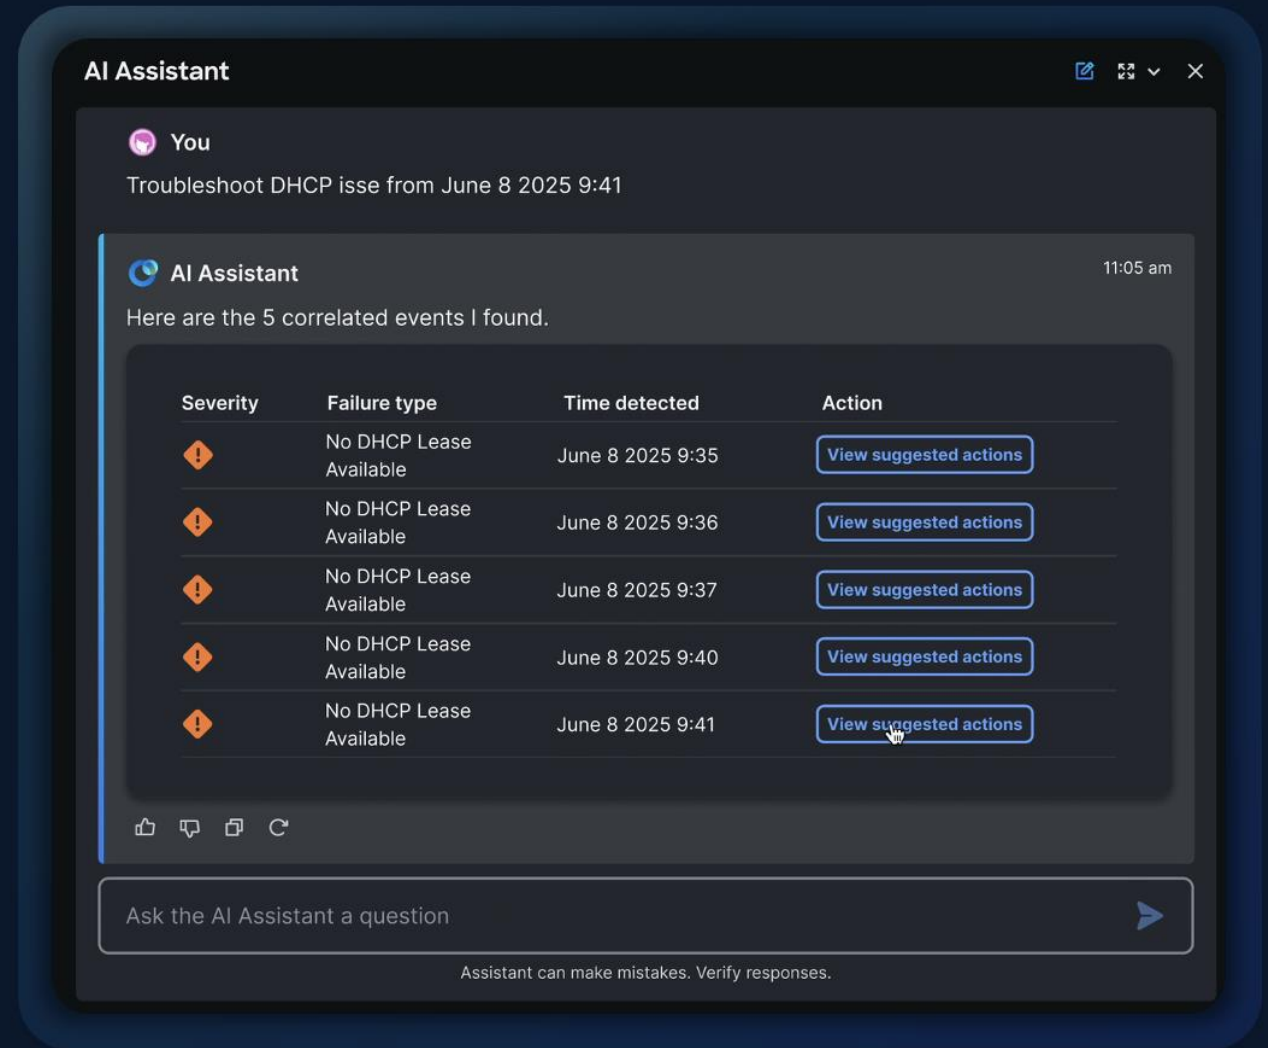 AI Assistant
You
Troubleshoot DHCP isse from June 8 2025 9:41
AI Assistant
11:05 am
Here are the 5 correlated events I found.
Severity Failure type Time detected Action
No DHCP Lease
Available
June 8 2025 9:35
View suggested actions
No DHCP Lease
Available
June 8 2025 9:36
View suggested actions
No DHCP Lease
Available
June 8 2025 9:37
View suggested actions
No DHCP Lease
Available
June 8 2025 9:40
View suggested actions
No DHCP Lease
Available
June 8 2025 9:41
View suggested actions
Ask the AI Assistant a question
Assistant can make mistakes. Verify responses.